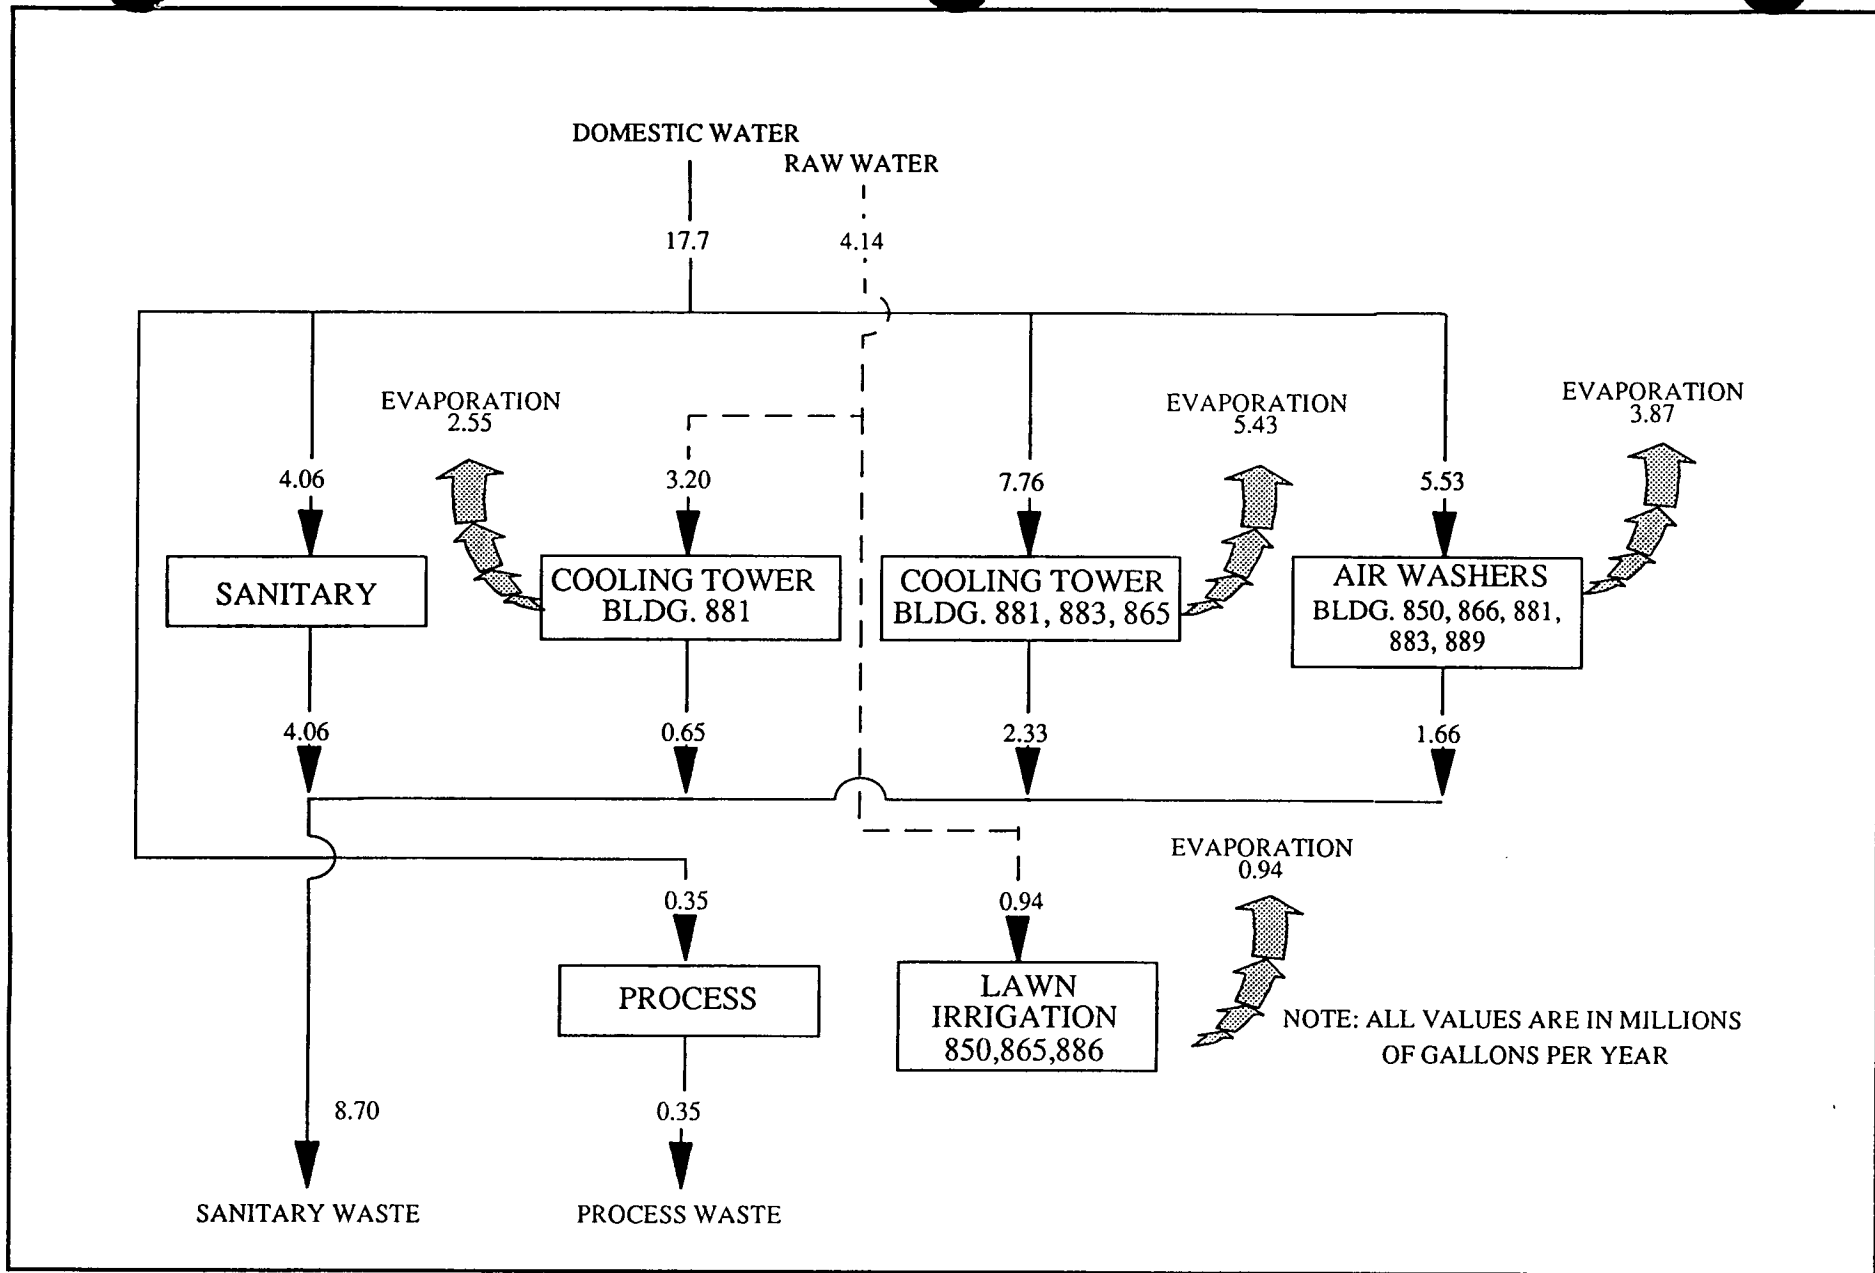 DOMESTIC WATER
RAW WATER
17.7
4.14
EVAPORATION
2.55
EVAPORATION
5.43
EVAPORATION
3.87
4.06
3.20
7.76
5.53
SANITARY
COOLING TOWER
BLDG. 881
COOLING TOWER
BLDG. 881, 883, 865
AIR WASHERS
BLDG. 850, 866, 881,
883, 889
4.06
0.65
2.33
1.66
EVAPORATION
0.94
0.35
0.94
PROCESS
LAWN
IRRIGATION
850,865,886
NOTE: ALL VALUES ARE IN MILLIONS
OF GALLONS PER YEAR
8.70
0.35
SANITARY WASTE
PROCESS WASTE